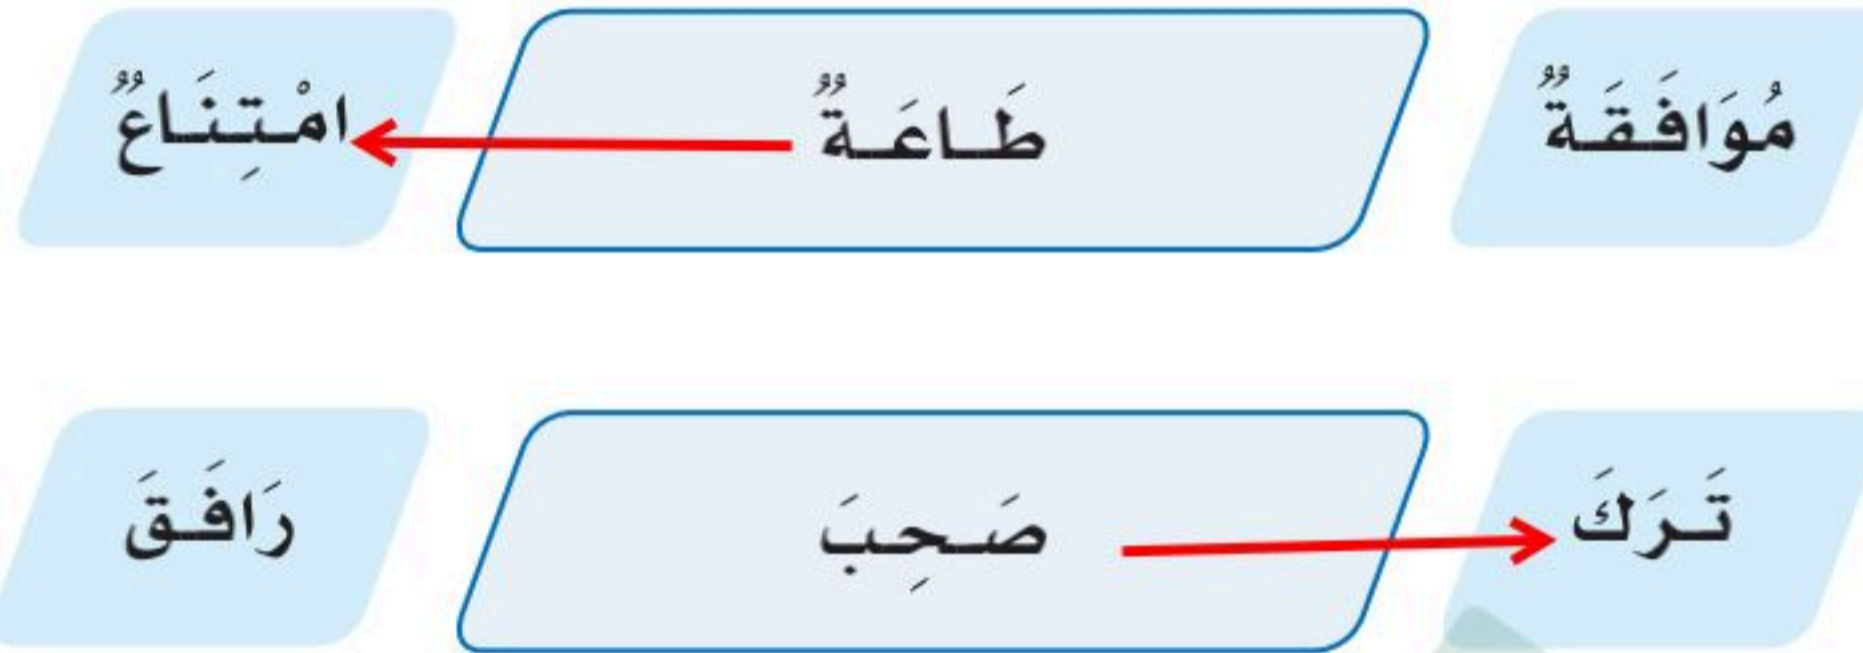 مُوَافَقَةٌ طَاعَةٌ امْتِنَاعٌ
تَرَكَ صَحِبَ رَافَقَ